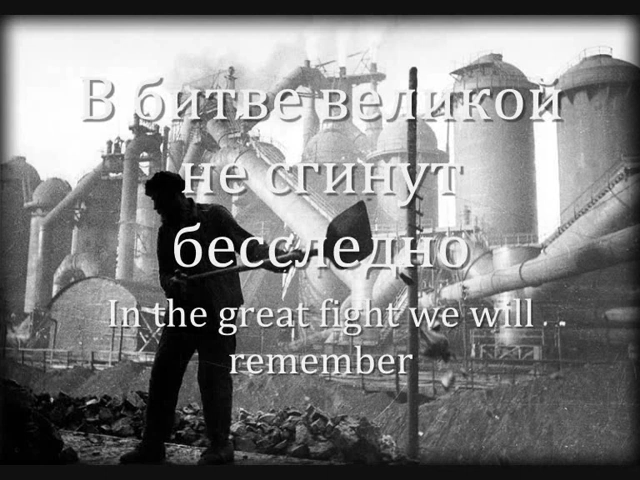 В битве великой
не сгинут
бесследно
In the great fight we will
remember